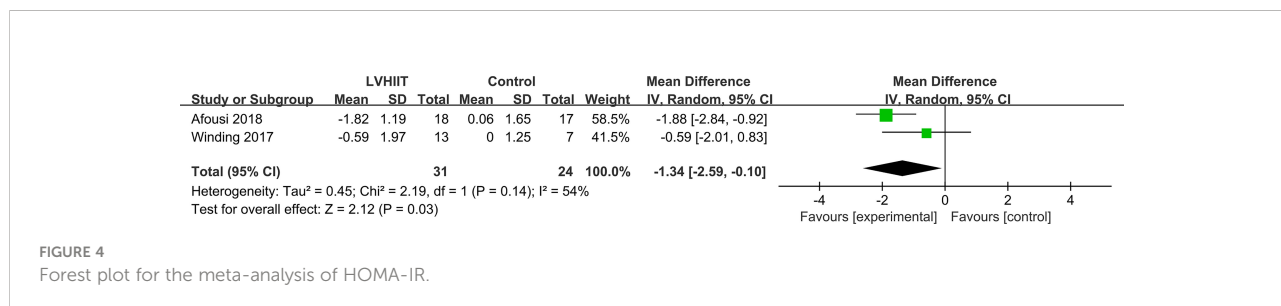 LVHIIT Control Mean Difference Mean Difference
Study or Subgroup Mean SD Total Mean SD Total Weight IV, Random, 95% CI IV, Random, 95% CI
Afousi 2018 -1.82 1.19 18 0.06 1.65 17 58.5% -1.88 [-2.84, -0.92]
Winding 2017 -0.59 1.97 13 0 1.25 7 41.5% -0.59 [-2.01, 0.83]
Total (95% CI) 31 24 100.0% -1.34 [-2.59, -0.10]
Heterogeneity: Tau² = 0.45; Chi² = 2.19, df = 1 (P = 0.14); I² = 54%
Test for overall effect: Z = 2.12 (P = 0.03)
-4 -2 0 2 4
Favours [experimental] Favours [control]
FIGURE 4
Forest plot for the meta-analysis of HOMA-IR.